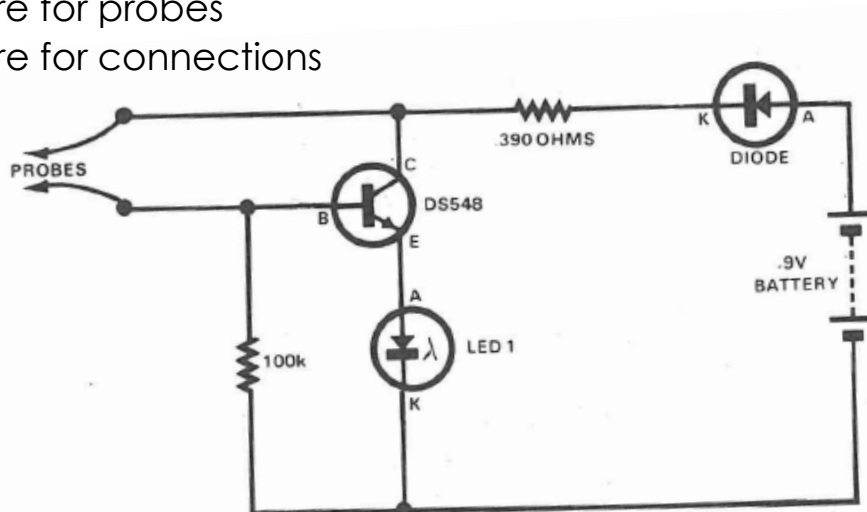 re for probes
re for connections
PROBES
390 OHMS
K
A
DIODE
C
B
DS548
E
.9V
BATTERY
A
LED 1
λ
100k
K